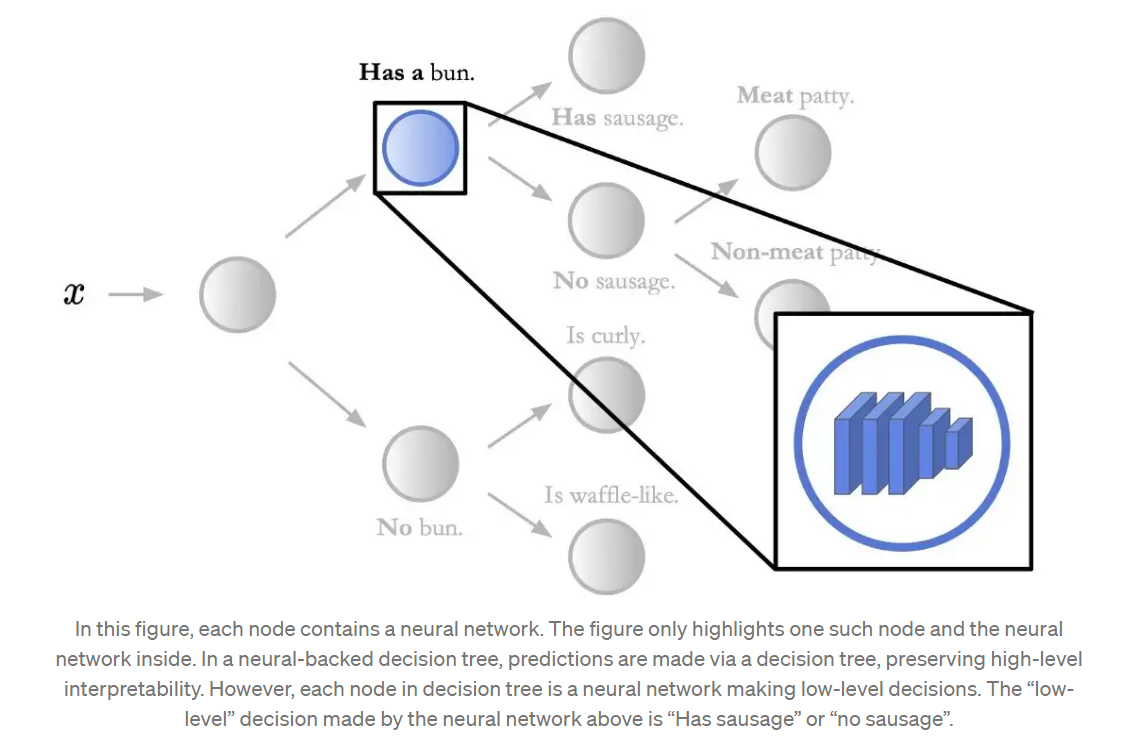 Has a bun.
Has sausage.
Meat patty.
x
No sausage.
Non-meat patty.
Is curly.
No bun.
Is waffle-like.
In this figure, each node contains a neural network. The figure only highlights one such node and the neural
network inside. In a neural-backed decision tree, predictions are made via a decision tree, preserving high-level
interpretability. However, each node in decision tree is a neural network making low-level decisions. The “low-
level” decision made by the neural network above is “Has sausage” or “no sausage”.